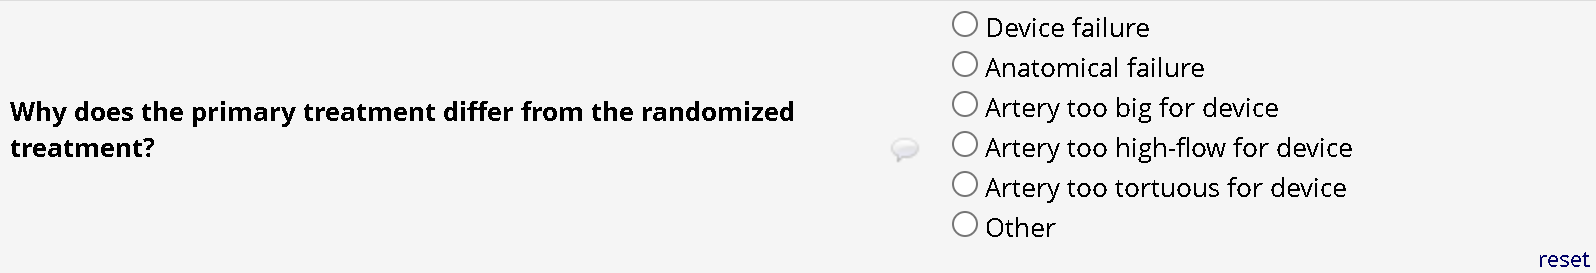 Why does the primary treatment differ from the randomized
treatment?
Device failure
Anatomical failure
Artery too big for device
Artery too high-flow for device
Artery too tortuous for device
Other
reset